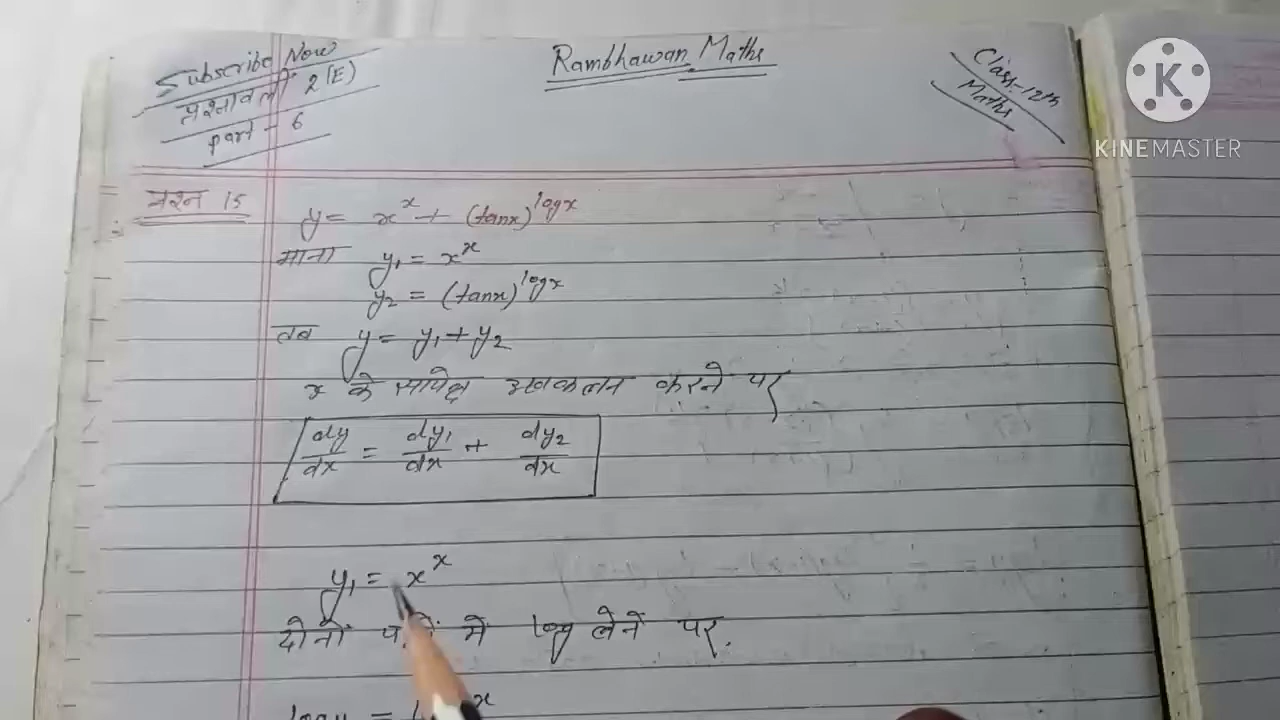 Subscribe Now
प्रश्नावली 2(E)
part - 6
Rambhawan Maths
Class-12th
Maths
K
KINEMASTER
प्रश्न 15
y = x^x + (tanx)^logx
माना y₁ = x^x
y₂ = (tanx)^logx
तब y = y₁ + y₂
x के सापेक्ष अवकलन करने पर
dy/dx = dy₁/dx + dy₂/dx
y₁ = x^x
दोनों में log लेनें पर.